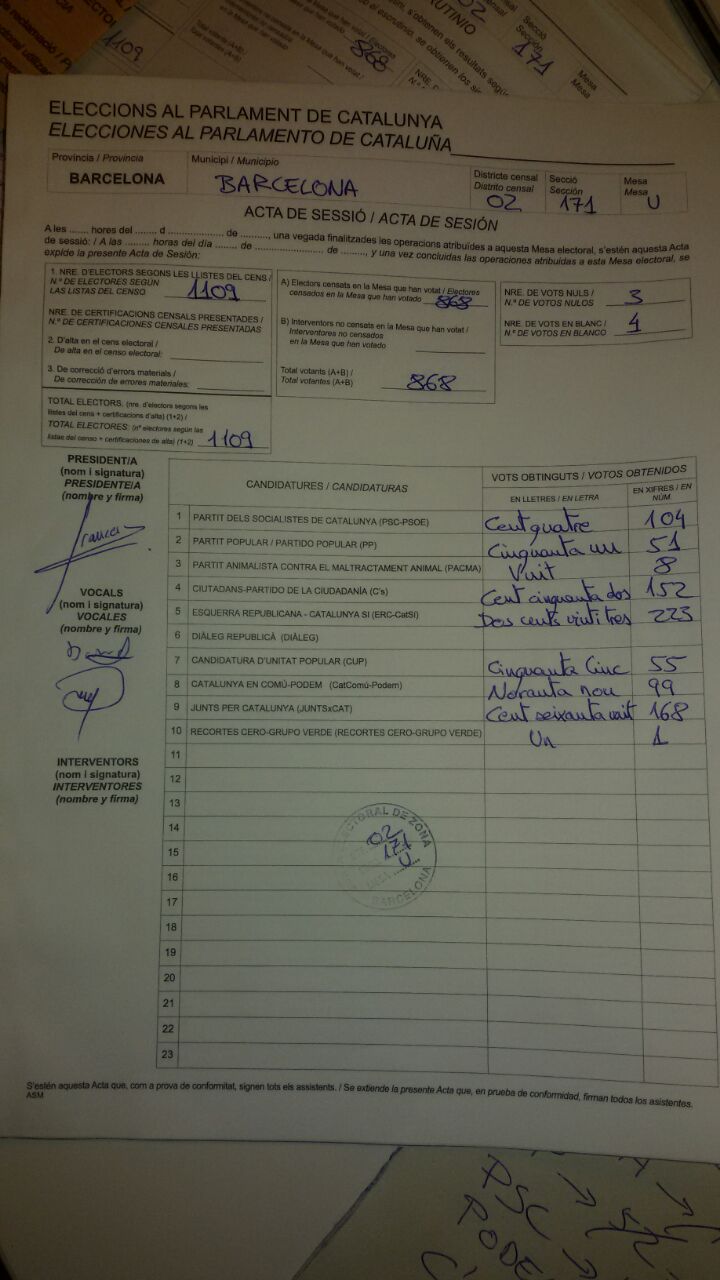 1109
868
171
ELECCIONS AL PARLAMENT DE CATALUNYA
ELECCIONES AL PARLAMENTO DE CATALUÑA
Província / Provincia
BARCELONA
Municipi / Municipio
BARCELONA
Districte censal
Distrito censal
02
Secció
Sección
171
Mesa
Mesa
U
ACTA DE SESSIÓ / ACTA DE SESIÓN
A les ....... hores del ....... d ............... de ..........., una vegada finalitzades les operacions atribuïdes a aquesta Mesa electoral, s'estén aquesta Acta
de sessió: / A las ......... horas del día ....... de ................... de ........, y una vez concluidas las operaciones atribuidas a esta Mesa electoral, se
expide la presente Acta de Sesión:
1. NRE. D'ELECTORS SEGONS LES LLISTES DEL CENS /
N.º DE ELECTORES SEGÚN
LAS LISTAS DEL CENSO
1109
NRE. DE CERTIFICACIONS CENSALS PRESENTADES /
N.º DE CERTIFICACIONES CENSALES PRESENTADAS
2. D'alta en el cens electoral /
De alta en el censo electoral:
3. De correcció d'errors materials /
De corrección de errores materiales:
TOTAL ELECTORS: (nre. d'electors segons les
llistes del cens + certificacions d'alta) (1+2) /
TOTAL ELECTORES: (nº electores según las
listas del censo + certificaciones de alta) (1+2)
1109
A) Electors censats en la Mesa que han votat / Electores
censados en la Mesa que han votado
868
B) Interventors no censats en la Mesa que han votat /
Interventores no censados
en la Mesa que han votado
Total votants (A+B) /
Total votantes (A+B)
868
NRE. DE VOTS NULS /
N.º DE VOTOS NULOS
3
NRE. DE VOTS EN BLANC /
N.º DE VOTOS EN BLANCO
4
PRESIDENT/A
(nom i signatura)
PRESIDENTE/A
(nombre y firma)
VOCALS
(nom i signatura)
VOCALES
(nombre y firma)
INTERVENTORS
(nom i signatura)
INTERVENTORES
(nombre y firma)
CANDIDATURES / CANDIDATURAS
VOTS OBTINGUTS / VOTOS OBTENIDOS
EN LLETRES / EN LETRA
EN XIFRES / EN NÚM.
1 PARTIT DELS SOCIALISTES DE CATALUNYA (PSC-PSOE) Cent quatre 104
2 PARTIT POPULAR / PARTIDO POPULAR (PP) Cinquanta un 51
3 PARTIT ANIMALISTA CONTRA EL MALTRACTAMENT ANIMAL (PACMA) Vuit 8
4 CIUTADANS-PARTIDO DE LA CIUDADANÍA (C's) Cent cinquanta dos 152
5 ESQUERRA REPUBLICANA - CATALUNYA SI (ERC-CatSI) Dos cents vinti tres 223
6 DIÀLEG REPUBLICÀ (DIÀLEG)
7 CANDIDATURA D'UNITAT POPULAR (CUP) Cinquanta Cinc 55
8 CATALUNYA EN COMÚ-PODEM (CatComú-Podem) Noranta nou 99
9 JUNTS PER CATALUNYA (JUNTSxCAT) Cent seixanta vuit 168
10 RECORTES CERO-GRUPO VERDE (RECORTES CERO-GRUPO VERDE) Un 1
11
12
13
14
15
16
17
18
19
20
21
22
23
ELECTORAL DE ZONA
02
171
U
BARCELONA
S'estén aquesta Acta que, com a prova de conformitat, signen tots els assistents. / Se extiende la presente Acta que, en prueba de conformidad, firman todos los asistentes.
ASM
PSC
PODE